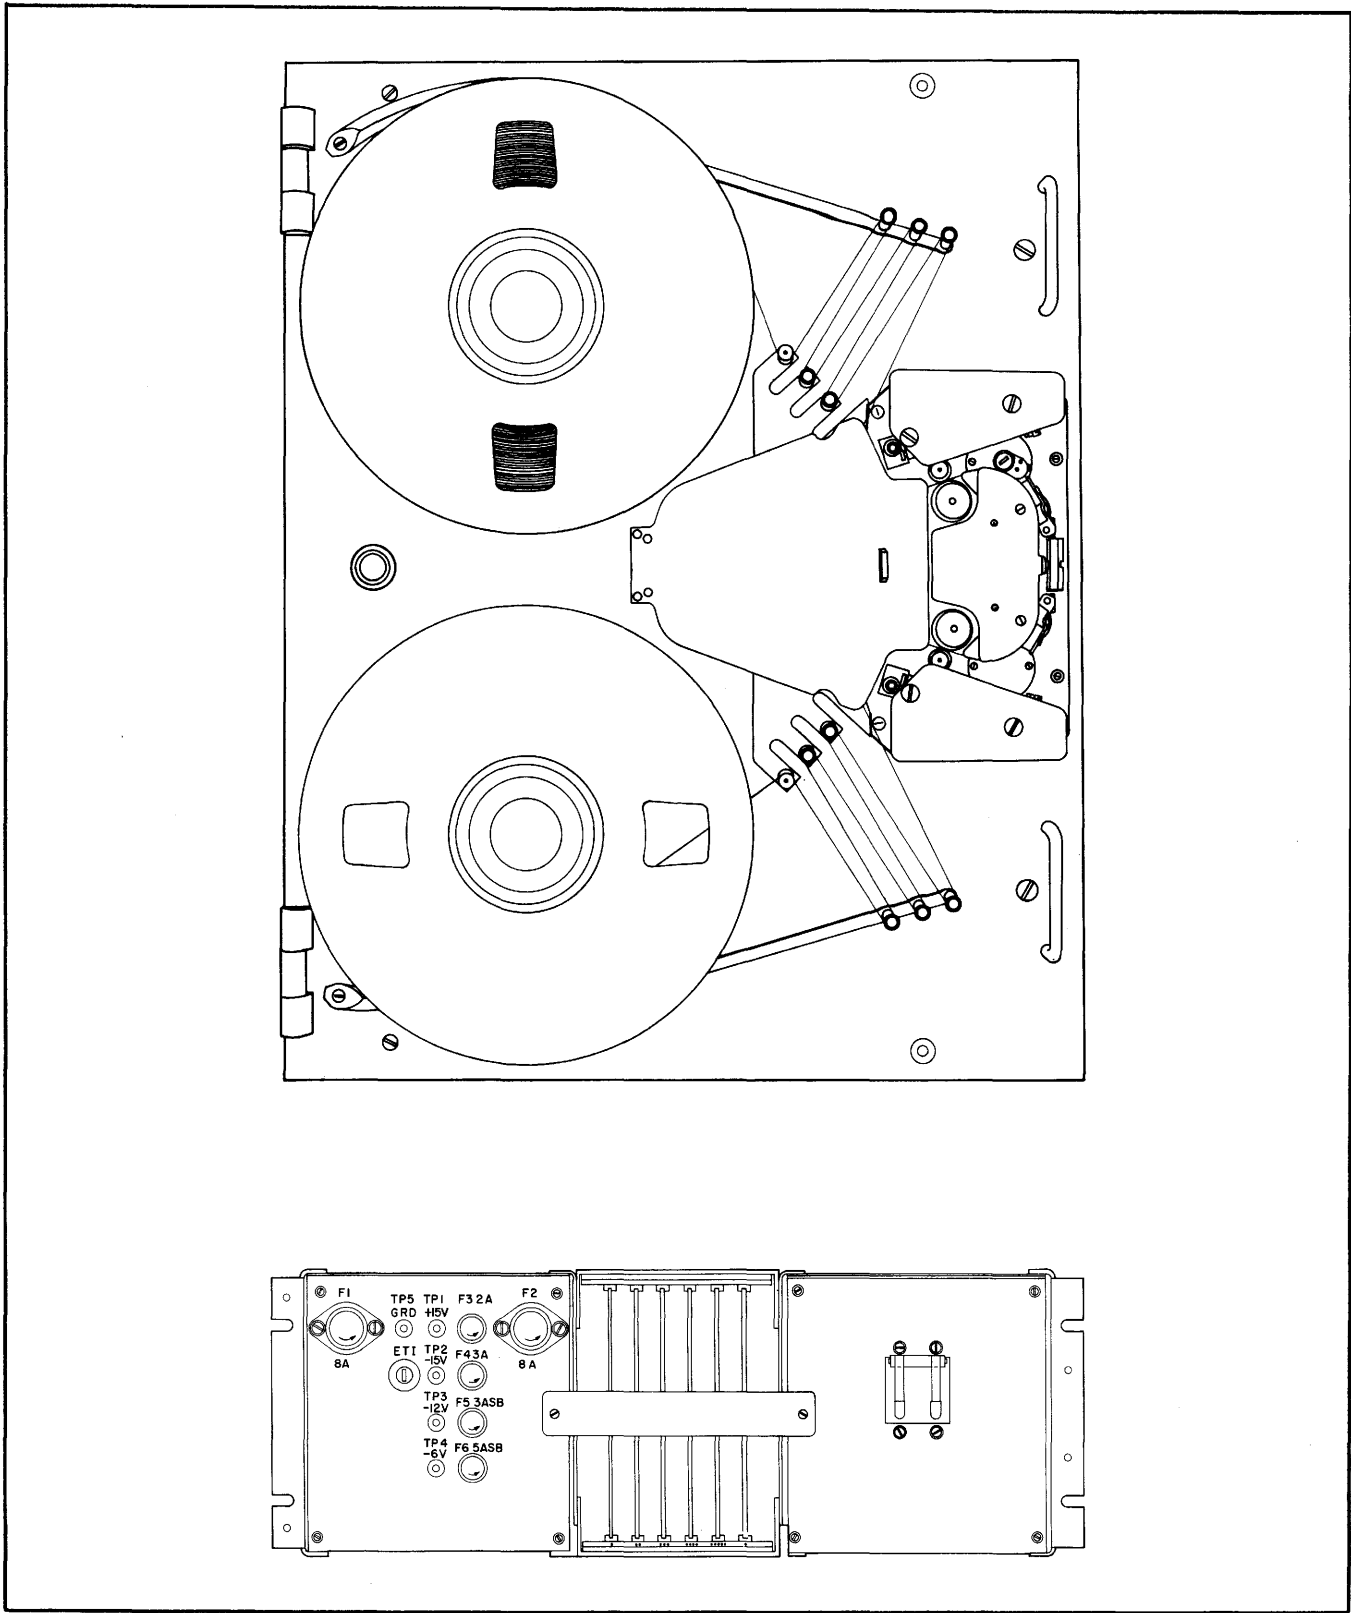 F1
TP5 TP1 F3 2A
F2
GRD +15V
8A
8A
ETI TP2 F4 3A
-15V
TP3 F5 3ASB
-12V
TP4 F6 5ASB
-6V